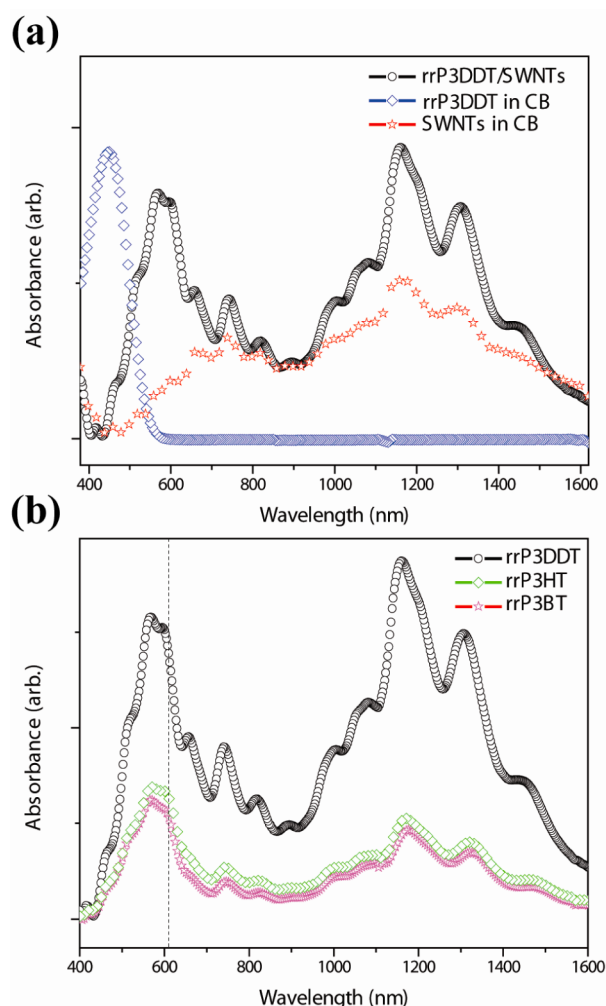 (a)
rrP3DDT/SWNTs
rrP3DDT in CB
SWNTs in CB
Absorbance (arb.)
400 600 800 1000 1200 1400 1600
Wavelength (nm)
(b)
rrP3DDT
rrP3HT
rrP3BT
Absorbance (arb.)
400 600 800 1000 1200 1400 1600
Wavelength (nm)